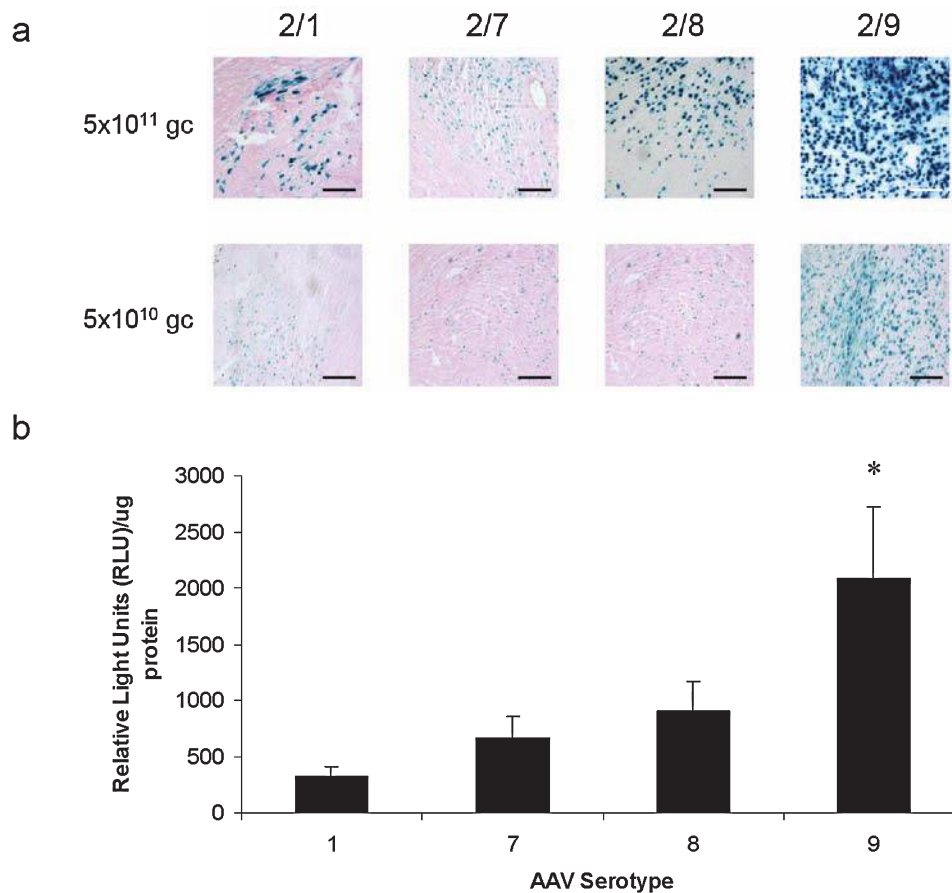 a
2/1 2/7 2/8 2/9
5x10¹¹ gc
5x10¹⁰ gc
b
Relative Light Units (RLU)/ug
protein
3000
2500
2000
1500
1000
500
0
*
1 7 8 9
AAV Serotype